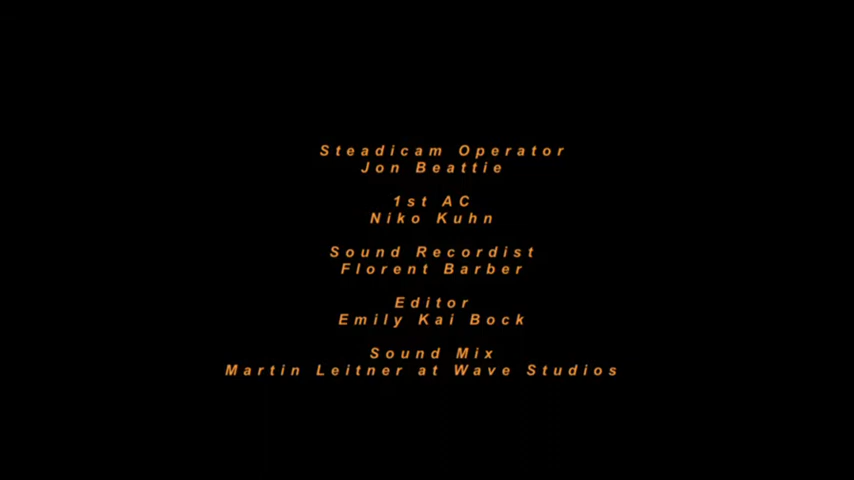 Steadicam Operator
Jon Beattie
1st AC
Niko Kuhn
Sound Recordist
Florent Barber
Editor
Emily Kai Bock
Sound Mix
Martin Leitner at Wave Studios